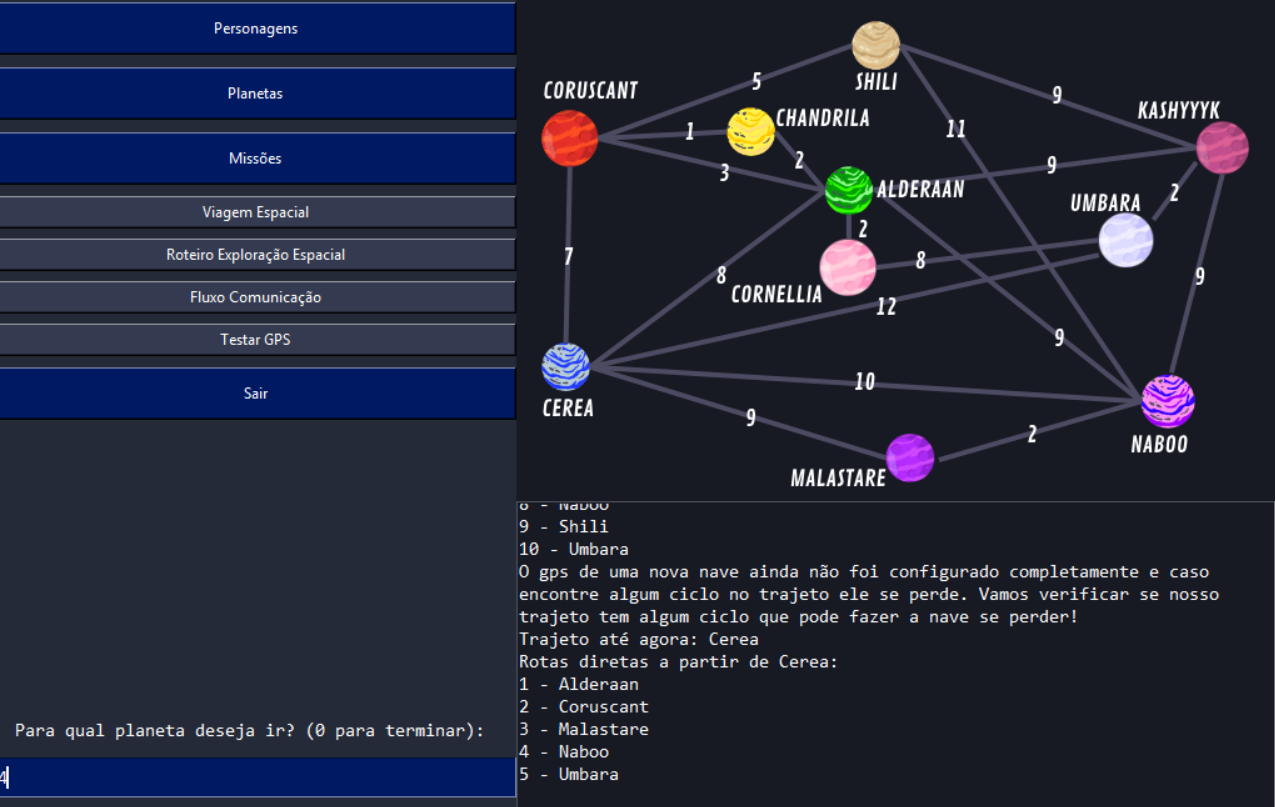 Personagens
Planetas
Missões
Viagem Espacial
Roteiro Exploração Espacial
Fluxo Comunicação
Testar GPS
Sair
Para qual planeta deseja ir? (0 para terminar):
4
SHILI
CORUSCANT
5
9
KASHYYYK
CHANDRILA
1
11
2
3
9
ALDERAAN
2
UMBARA
2
7
8
8
9
CORNELLIA
12
9
10
CEREA
9
2
NABOO
MALASTARE
8 - Naboo
9 - Shili
10 - Umbara
O gps de uma nova nave ainda não foi configurado completamente e caso
encontre algum ciclo no trajeto ele se perde. Vamos verificar se nosso
trajeto tem algum ciclo que pode fazer a nave se perder!
Trajeto até agora: Cerea
Rotas diretas a partir de Cerea:
1 - Alderaan
2 - Coruscant
3 - Malastare
4 - Naboo
5 - Umbara